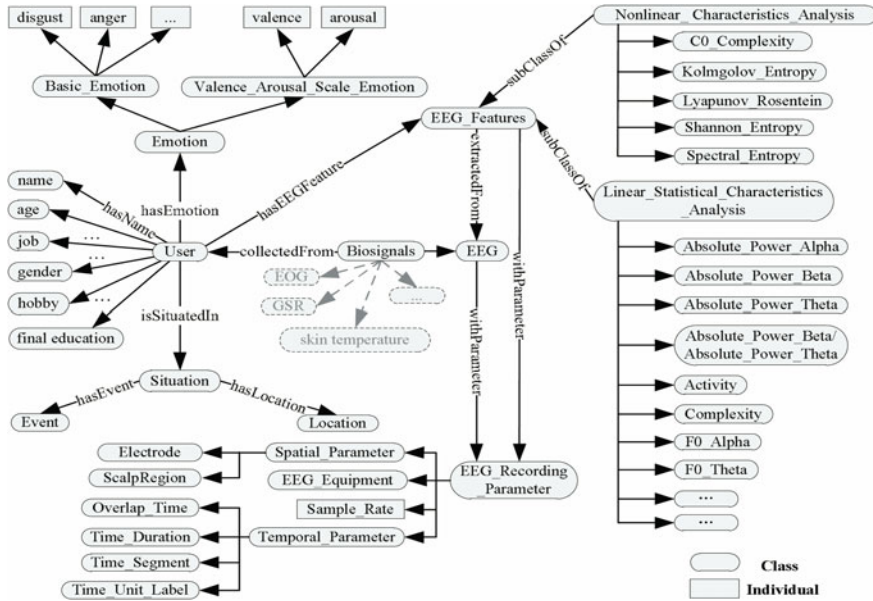 disgust
anger
...
valence
arousal
Basic_Emotion
Valence_Arousal_Scale_Emotion
Emotion
hasEmotion
name
age
job
gender
hobby
final education
hasName
...
...
...
User
hasEEGFeature
collectedFrom
Biosignals
EEG
EOG
GSR
...
skin temperature
isSituatedIn
Situation
hasEvent
hasLocation
Event
Location
EEG_Features
extractedFrom
withParameter
withParameter
subClassOf
subClassOf
Nonlinear_Characteristics_Analysis
C0_Complexity
Kolmgolov_Entropy
Lyapunov_Rosentein
Shannon_Entropy
Spectral_Entropy
Linear_Statistical_Characteristics
_Analysis
Absolute_Power_Alpha
Absolute_Power_Beta
Absolute_Power_Theta
Absolute_Power_Beta/
Absolute_Power_Theta
Activity
Complexity
F0_Alpha
F0_Theta
...
...
EEG_Recording
_Parameter
Spatial_Parameter
EEG_Equipment
Sample_Rate
Temporal_Parameter
Electrode
ScalpRegion
Overlap_Time
Time_Duration
Time_Segment
Time_Unit_Label
Class
Individual